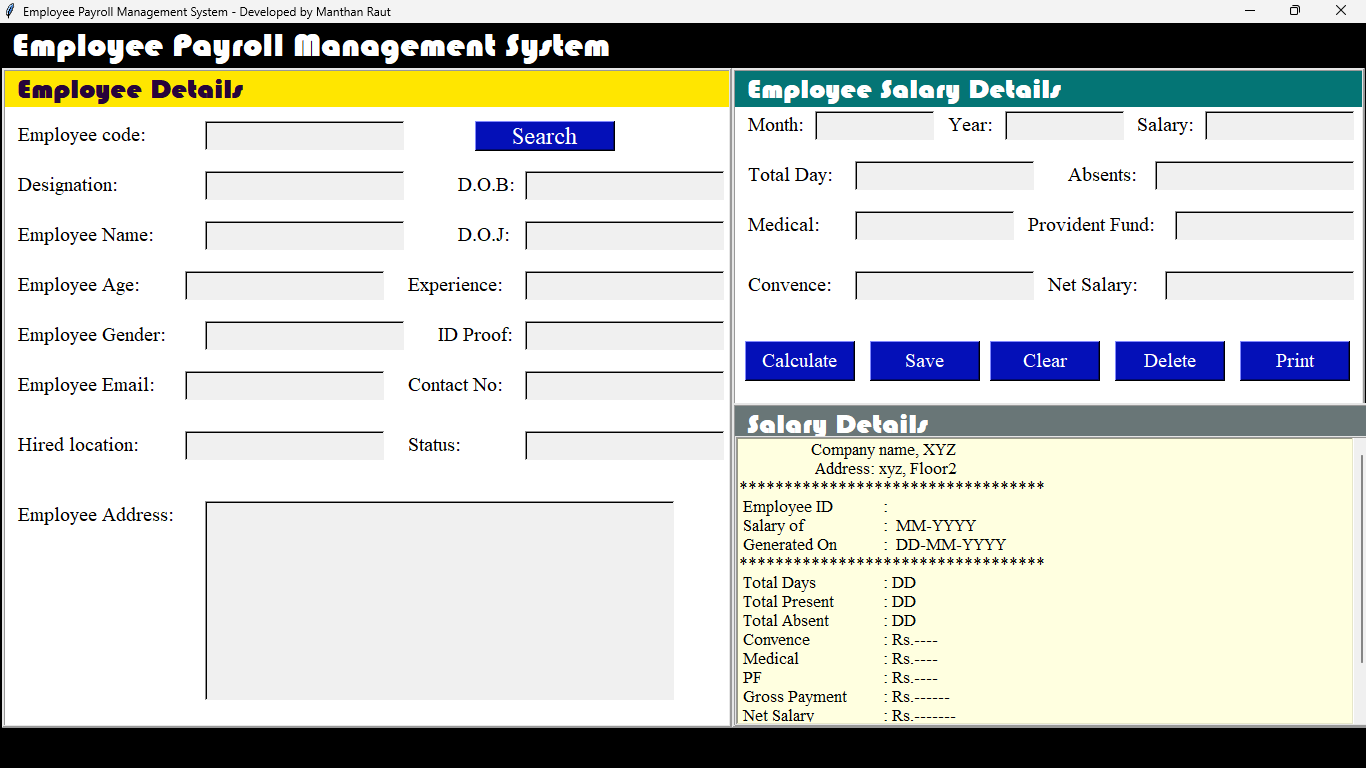 Employee Payroll Management System - Developed by Manthan Raut
Employee Payroll Management System
Employee Details
Employee code:
Search
Designation:
D.O.B:
Employee Name:
D.O.J:
Employee Age:
Experience:
Employee Gender:
ID Proof:
Employee Email:
Contact No:
Hired location:
Status:
Employee Address:
Employee Salary Details
Month:
Year:
Salary:
Total Day:
Absents:
Medical:
Provident Fund:
Convence:
Net Salary:
Calculate
Save
Clear
Delete
Print
Salary Details
Company name, XYZ
Address: xyz, Floor2
**********************************
Employee ID :
Salary of : MM-YYYY
Generated On : DD-MM-YYYY
**********************************
Total Days : DD
Total Present : DD
Total Absent : DD
Convence : Rs.----
Medical : Rs.----
PF : Rs.----
Gross Payment : Rs.------
Net Salary : Rs.-------